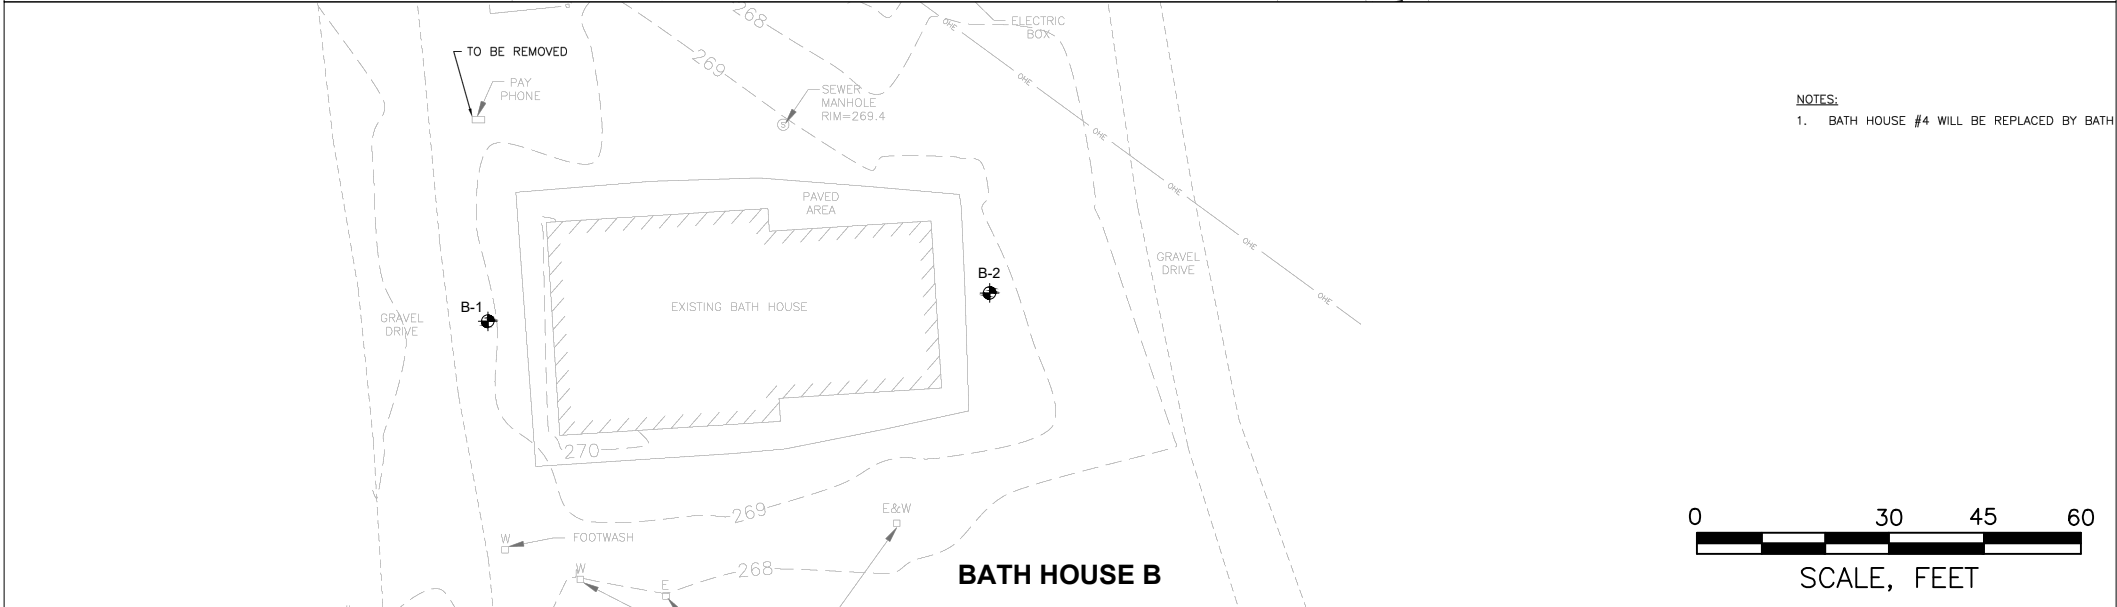 268
ELECTRIC
BOX
OHE
TO BE REMOVED
269
PAY
PHONE
OHE
SEWER
MANHOLE
RIM=269.4
S
NOTES:
1. BATH HOUSE #4 WILL BE REPLACED BY BATH
OHE
OHE
PAVED
AREA
OHE
GRAVEL
DRIVE
B-2
OHE
B-1
EXISTING BATH HOUSE
GRAVEL
DRIVE
270
269
E&W
W
FOOTWASH
W
E
268
BATH HOUSE B
0 30 45 60
SCALE, FEET